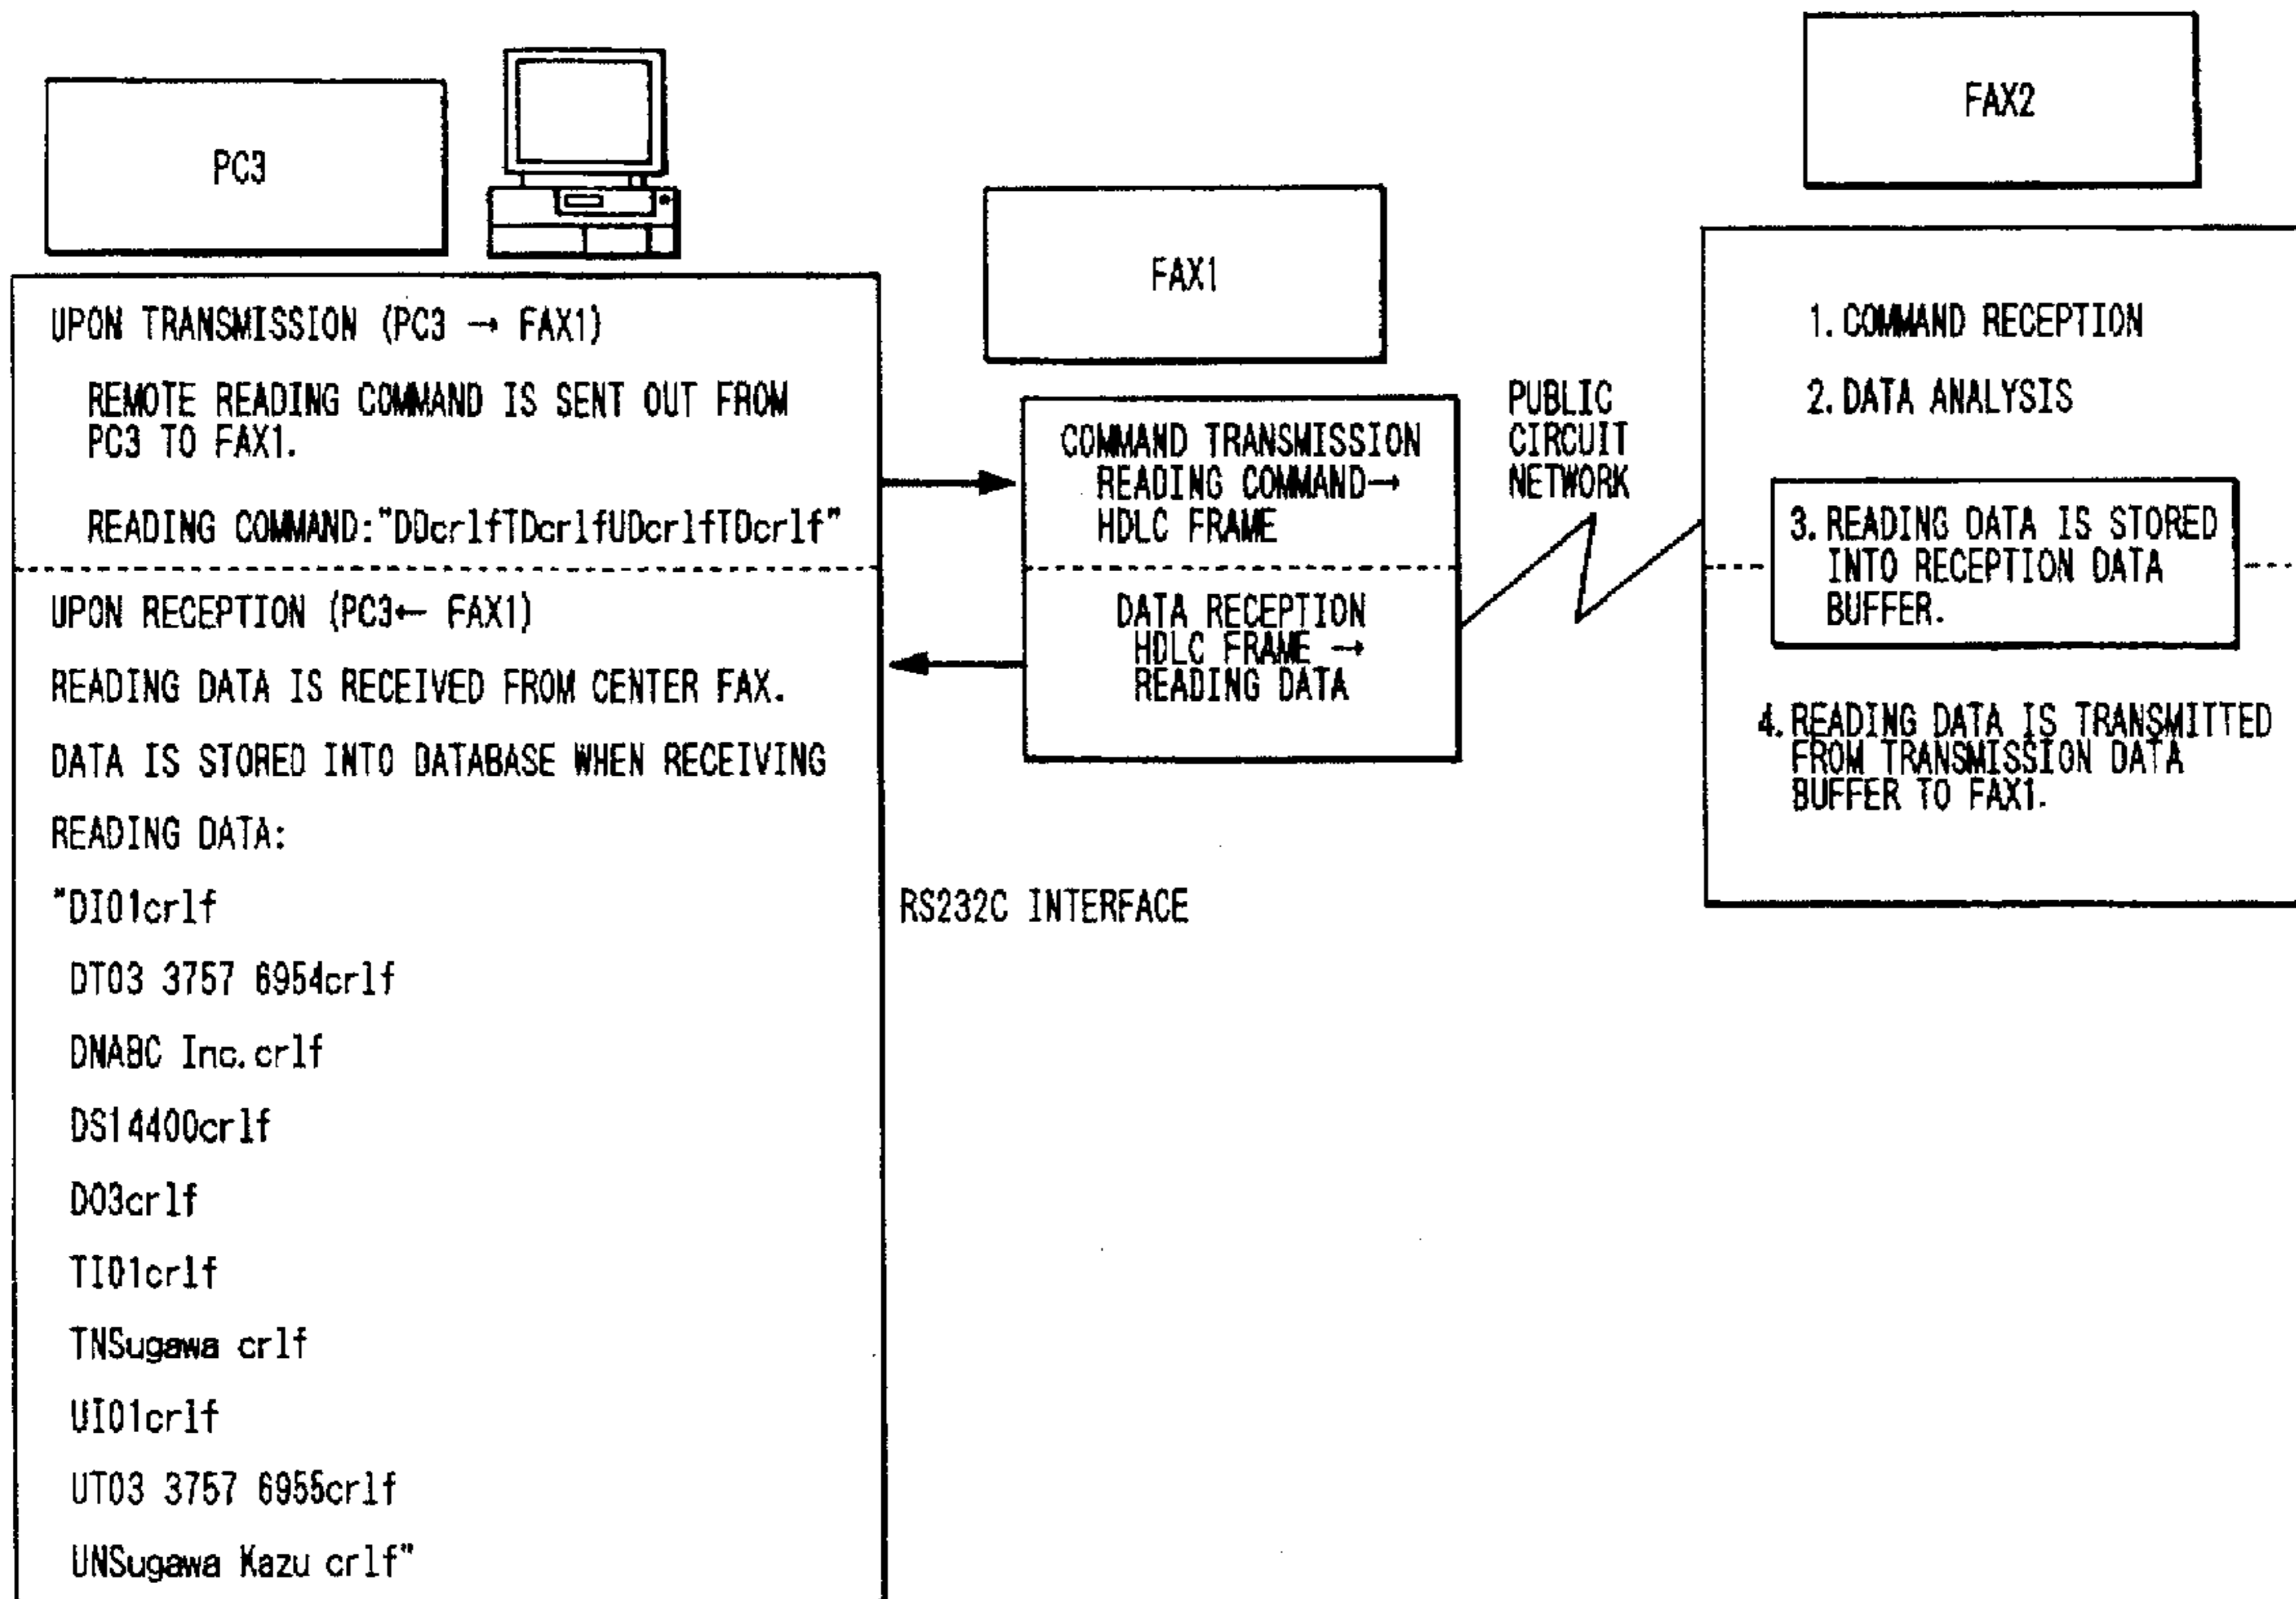 PC3
UPON TRANSMISSION (PC3 → FAX1)
REMOTE READING COMMAND IS SENT OUT FROM
PC3 TO FAX1.
READING COMMAND:"DDcrlfTDcrlfUDcrlfTDcrlf"
UPON RECEPTION (PC3← FAX1)
READING DATA IS RECEIVED FROM CENTER FAX.
DATA IS STORED INTO DATABASE WHEN RECEIVING
READING DATA:
"DI01crlf
DT03 3757 6954crlf
DNABC Inc.crlf
DS14400crlf
DO3crlf
TI01crlf
TNSugawa crlf
UI01crlf
UT03 3757 6955crlf
UNSugawa Kazu crlf"
RS232C INTERFACE
FAX1
COMMAND TRANSMISSION
READING COMMAND→
HDLC FRAME
DATA RECEPTION
HDLC FRAME →
READING DATA
PUBLIC
CIRCUIT
NETWORK
FAX2
1. COMMAND RECEPTION
2. DATA ANALYSIS
3. READING DATA IS STORED
INTO RECEPTION DATA
BUFFER.
4. READING DATA IS TRANSMITTED
FROM TRANSMISSION DATA
BUFFER TO FAX1.